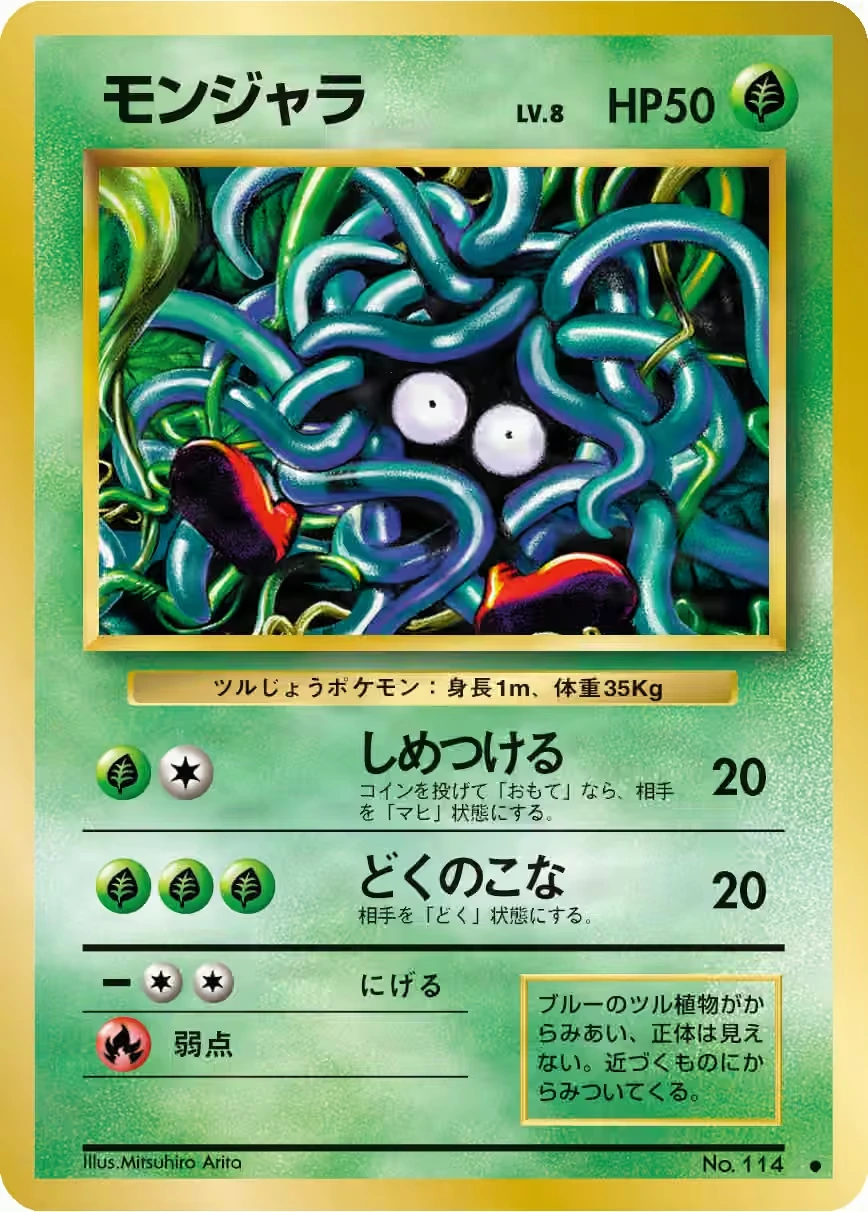 モンジャラ LV.8 HP50
ツルじょうポケモン：身長1m、体重35Kg
しめつける 20
コインを投げて「おもて」なら、相手
を「マヒ」状態にする。
どくのこな 20
相手を「どく」状態にする。
にげる
弱点
ブルーのツル植物がか
らみあい、正体は見え
ない。近づくものにか
らみついてくる。
Illus.Mitsuhiro Arita No. 114 ●